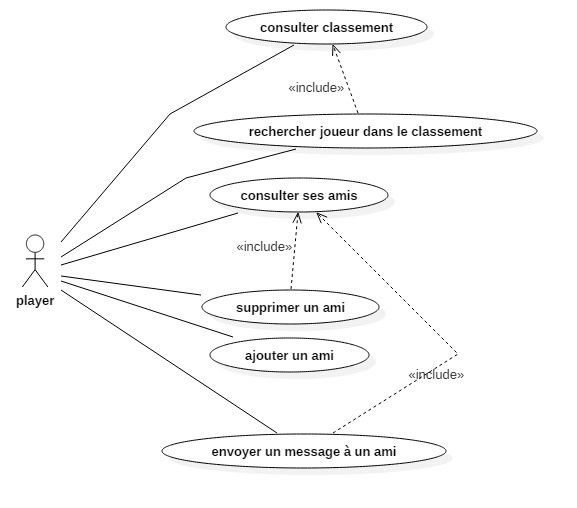 consulter classement
«include»
rechercher joueur dans le classement
consulter ses amis
«include»
player
supprimer un ami
ajouter un ami
«include»
envoyer un message à un ami